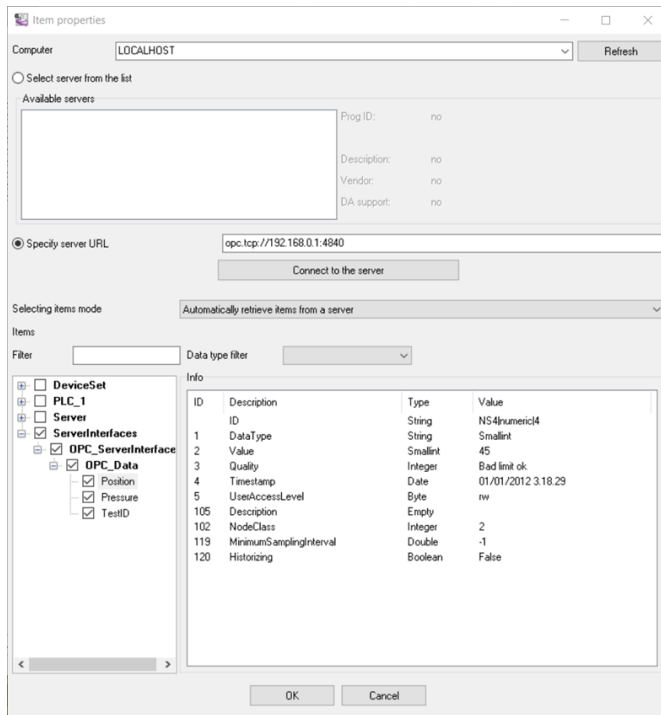 Item properties
Computer LOCALHOST Refresh
Select server from the list
Available servers
Prog ID: no
Description: no
Vendor: no
DA support: no
Specify server URL opc.tcp://192.168.0.1:4840
Connect to the server
Selecting items mode Automatically retrieve items from a server
Items
Filter Data type filter
DeviceSet
PLC_1
Server
ServerInterfaces
OPC_ServerInterface
OPC_Data
Position
Pressure
TestID
Info
ID Description Type Value
ID String NS4|numeric|4
1 DataType String Smallint
2 Value Smallint 45
3 Quality Integer Bad limit ok
4 Timestamp Date 01/01/2012 3.18.29
5 UserAccessLevel Byte rw
105 Description Empty
102 NodeClass Integer 2
119 MinimumSamplingInterval Double -1
120 Historizing Boolean False
OK Cancel